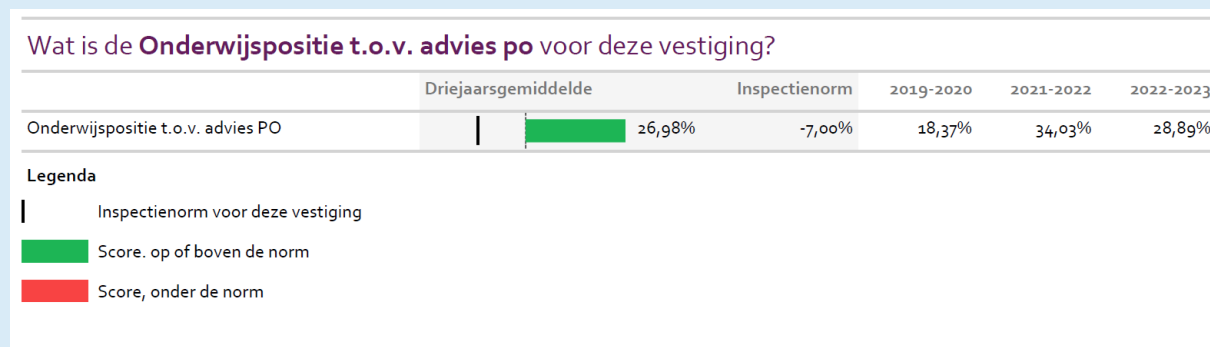 Wat is de Onderwijspositie t.o.v. advies po voor deze vestiging?
Driejaarsgemiddelde Inspectienorm 2019-2020 2021-2022 2022-2023
Onderwijspositie t.o.v. advies PO 26,98% -7,00% 18,37% 34,03% 28,89%
Legenda
Inspectienorm voor deze vestiging
Score. op of boven de norm
Score, onder de norm